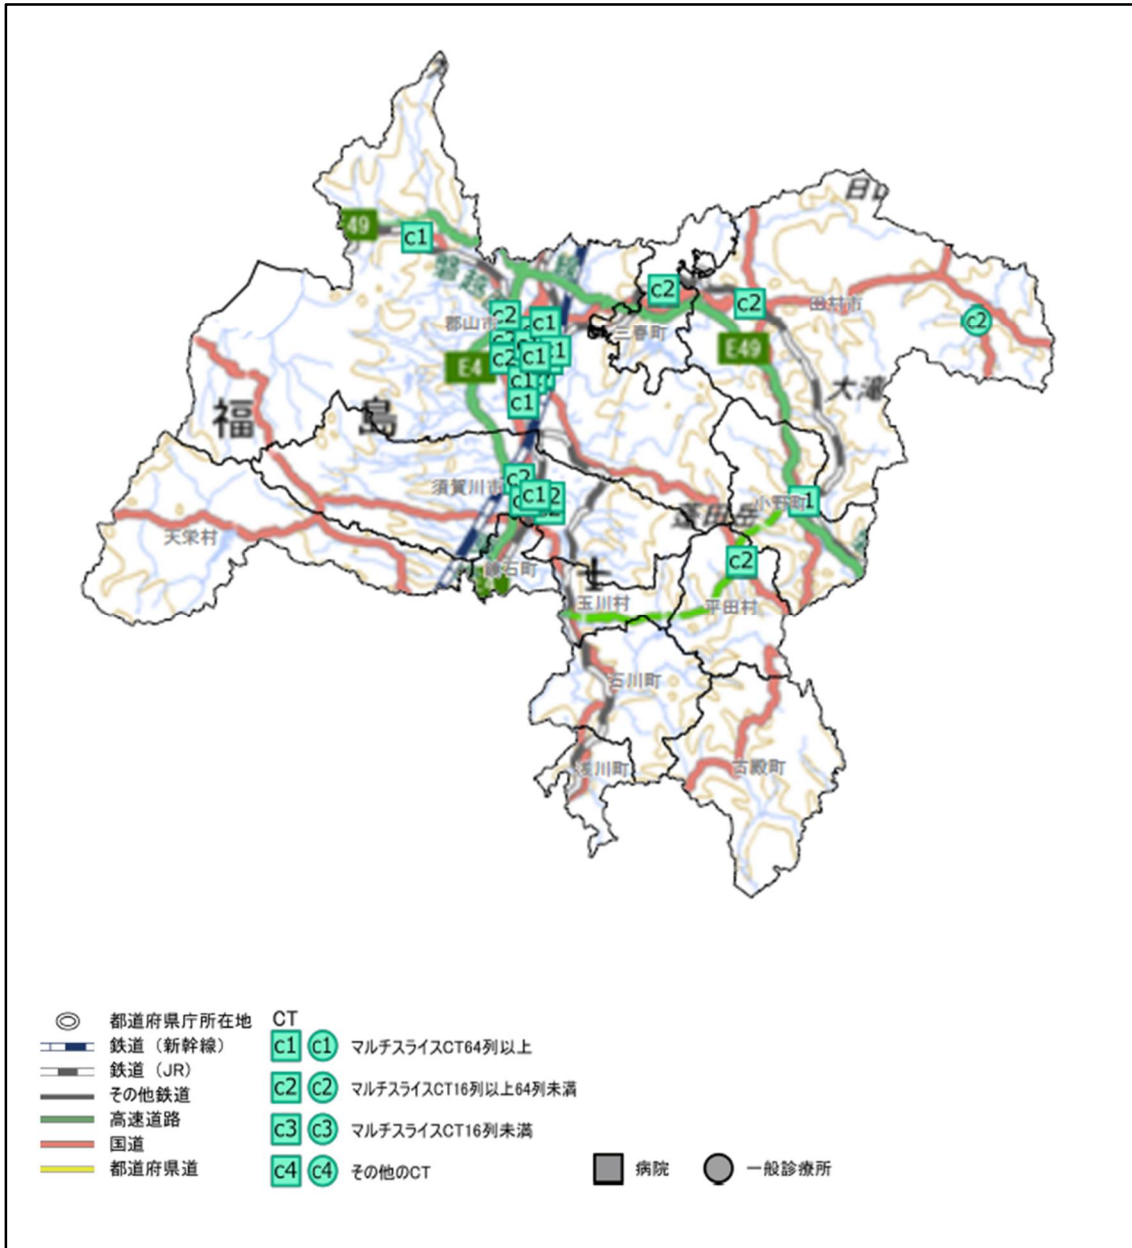 日山
49
c1
c2
c2
田村市
c2
c2
郡山市
c1
三春町
c2
c1
c1
E4
E49
c1
c1
大滝
福島
c2
須賀川市
c1
小野町
蓬田岳
天栄村
c2
鏡石町
玉川村
平田村
石川町
浅川町
古殿町
都道府県庁所在地
鉄道（新幹線）
鉄道（JR）
その他鉄道
高速道路
国道
都道府県道
CT
c1 c1 マルチスライスCT64列以上
c2 c2 マルチスライスCT16列以上64列未満
c3 c3 マルチスライスCT16列未満
c4 c4 その他のCT
病院
一般診療所